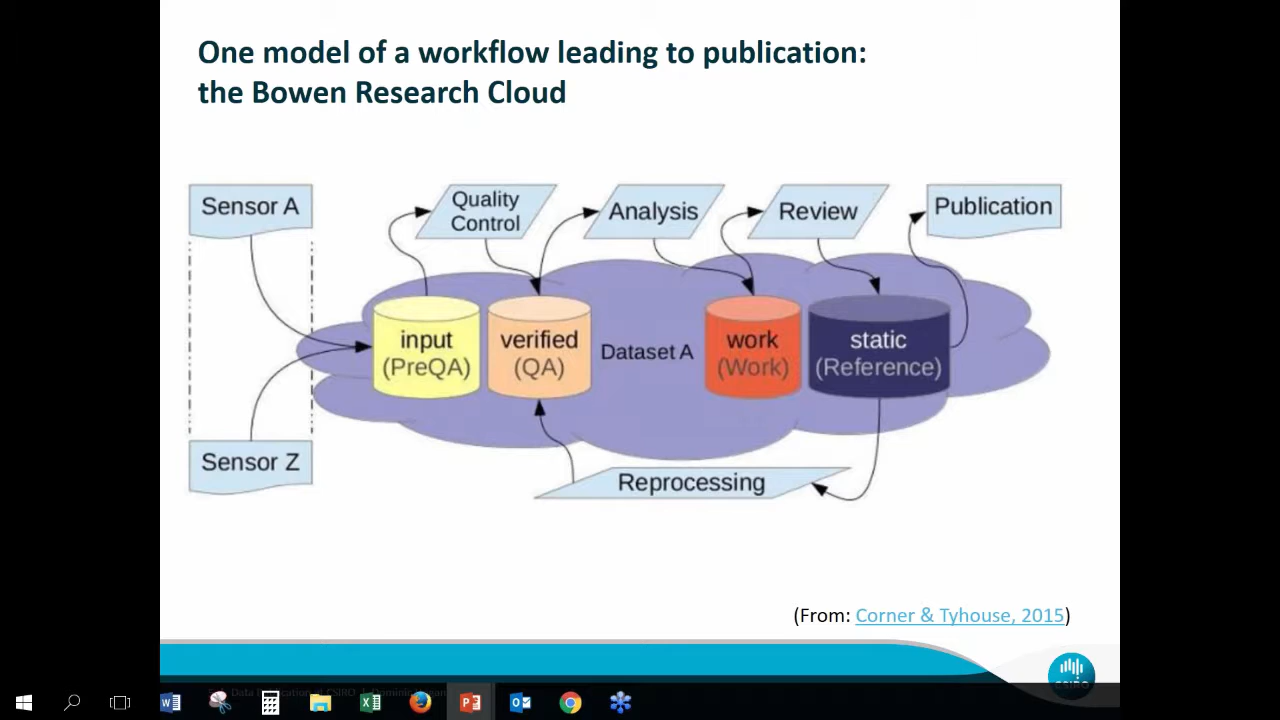 One model of a workflow leading to publication:
the Bowen Research Cloud
Sensor A
Quality
Control
Analysis
Review
Publication
input
(PreQA)
verified
(QA)
Dataset A
work
(Work)
static
(Reference)
Sensor Z
Reprocessing
(From: Corner & Tyhouse, 2015)
CSIRO